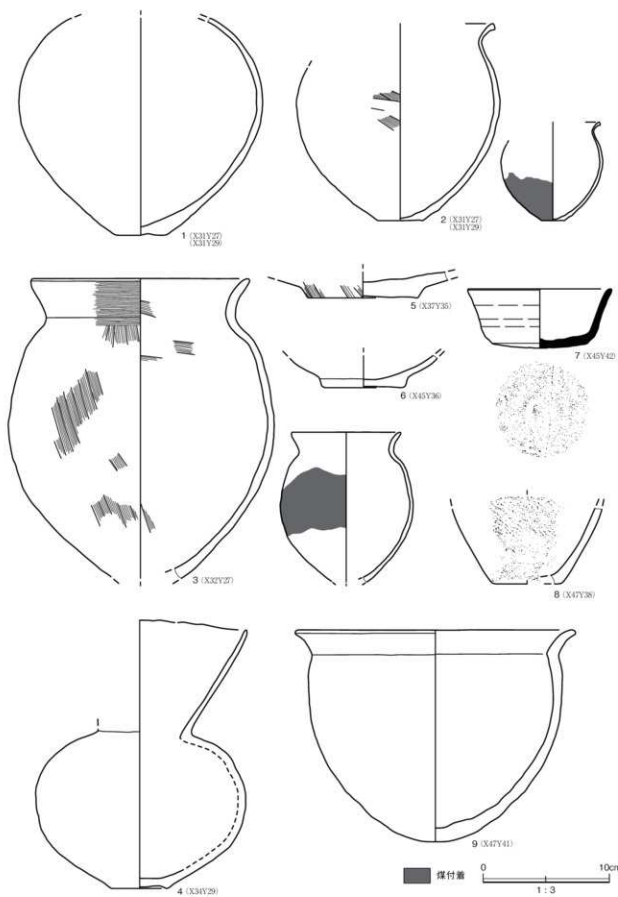 1 (X31Y27)
(X31Y29)
2 (X31Y27)
(X31Y29)
3 (X32Y27)
5 (X37Y35)
6 (X45Y36)
7 (X45Y42)
8 (X47Y38)
4 (X34Y29)
9 (X47Y41)
煤付着
0 10cm
1:3